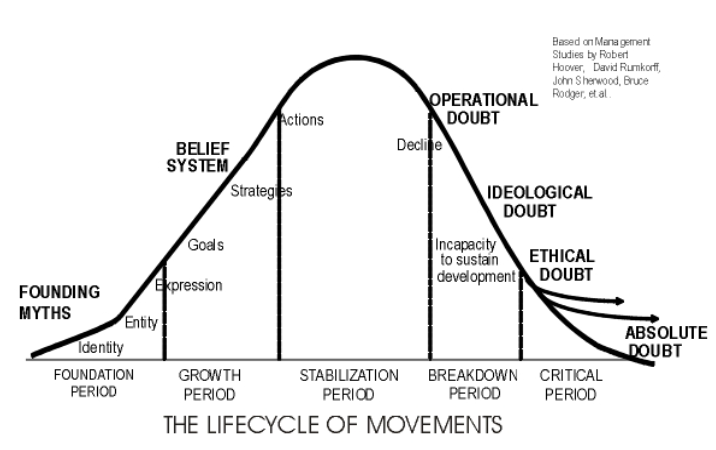 Based on Management
Studies by Robert
Hoover, David Rumkorff,
John Sherwood, Bruce
Rodger, et.al.
OPERATIONAL
DOUBT
Actions
Decline
BELIEF
SYSTEM
Strategies
IDEOLOGICAL
DOUBT
Goals
Incapacity
to sustain
development
ETHICAL
DOUBT
Expression
FOUNDING
MYTHS
Entity
Identity
ABSOLUTE
DOUBT
FOUNDATION
PERIOD
GROWTH
PERIOD
STABILIZATION
PERIOD
BREAKDOWN
PERIOD
CRITICAL
PERIOD
THE LIFECYCLE OF MOVEMENTS